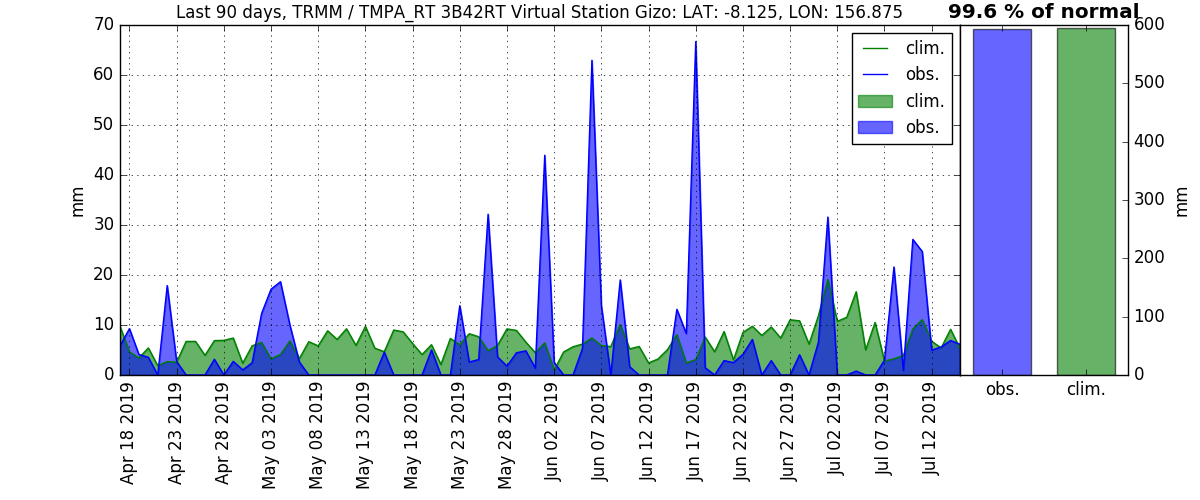 Last 90 days, TRMM / TMPA_RT 3B42RT Virtual Station Gizo: LAT: -8.125, LON: 156.875
99.6 % of normal
70
60
50
40
30
20
10
0
mm
clim.
obs.
clim.
obs.
600
500
400
300
200
100
0
mm
obs.
clim.
Apr 18 2019
Apr 23 2019
Apr 28 2019
May 03 2019
May 08 2019
May 13 2019
May 18 2019
May 23 2019
May 28 2019
Jun 02 2019
Jun 07 2019
Jun 12 2019
Jun 17 2019
Jun 22 2019
Jun 27 2019
Jul 02 2019
Jul 07 2019
Jul 12 2019